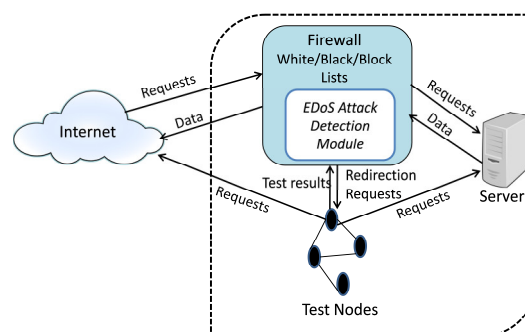 Firewall
White/Black/Block
Lists
EDoS Attack
Detection
Module
Requests
Internet
Data
Requests
Data
Server
Test results
Redirection
Requests
Requests
Requests
Test Nodes